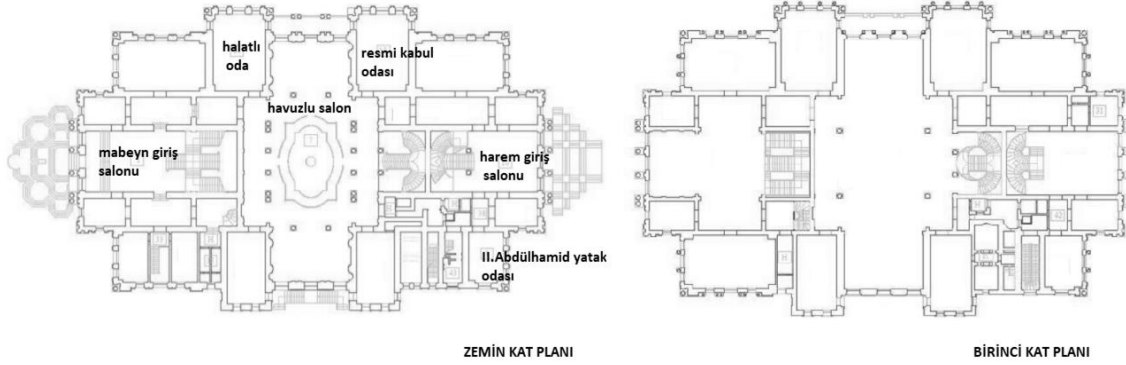 halatlı
oda
resmi kabul
odası
havuzlu salon
mabeyn giriş
salonu
harem giriş
salonu
II.Abdülhamid yatak
odası
ZEMİN KAT PLANI
BİRİNCİ KAT PLANI